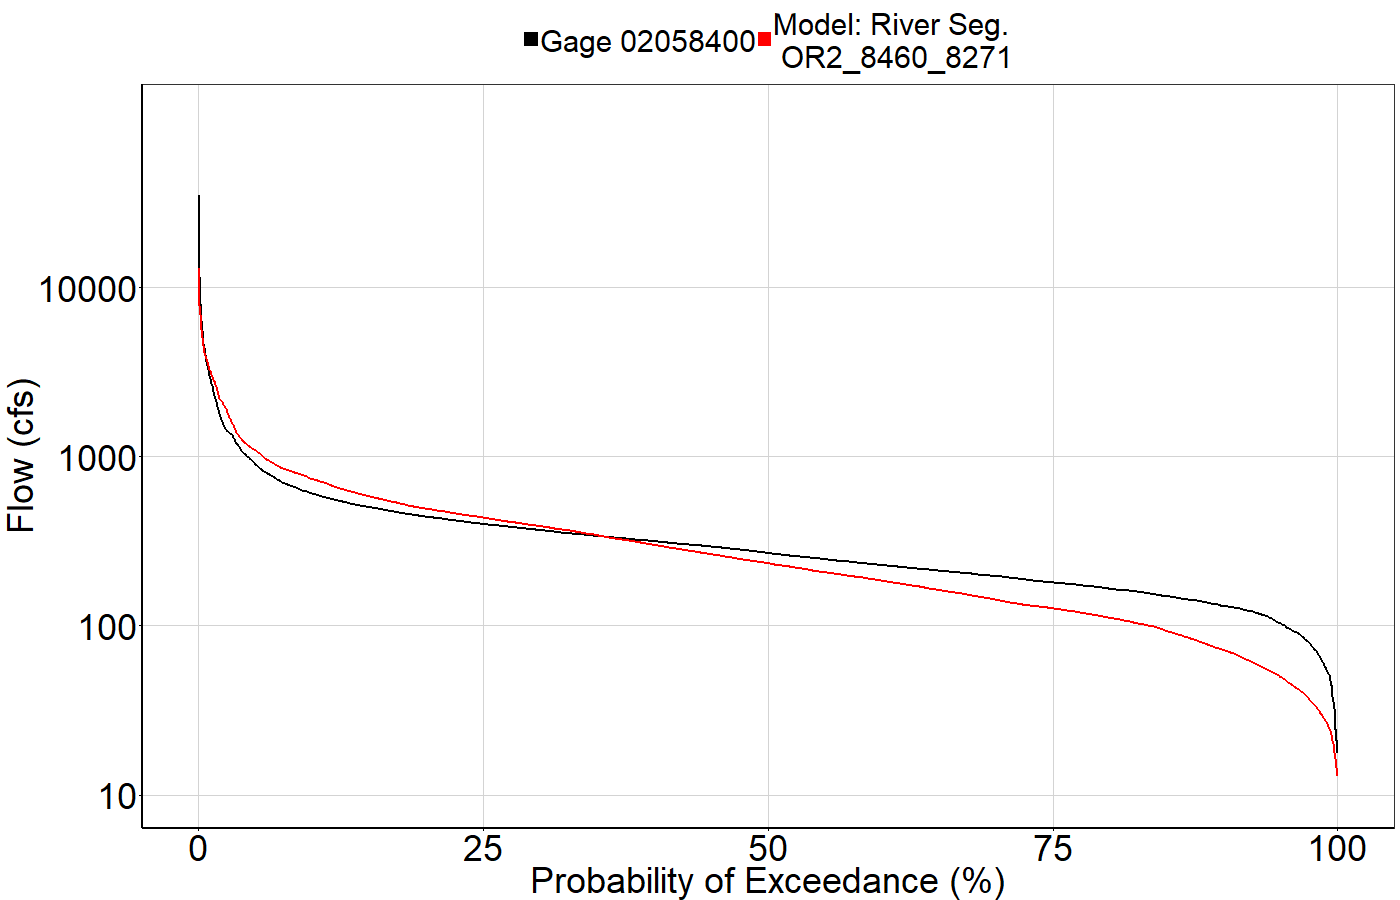 Gage 02058400
Model: River Seg.
OR2_8460_8271
Flow (cfs)
10000
1000
100
10
0 25 50 75 100
Probability of Exceedance (%)